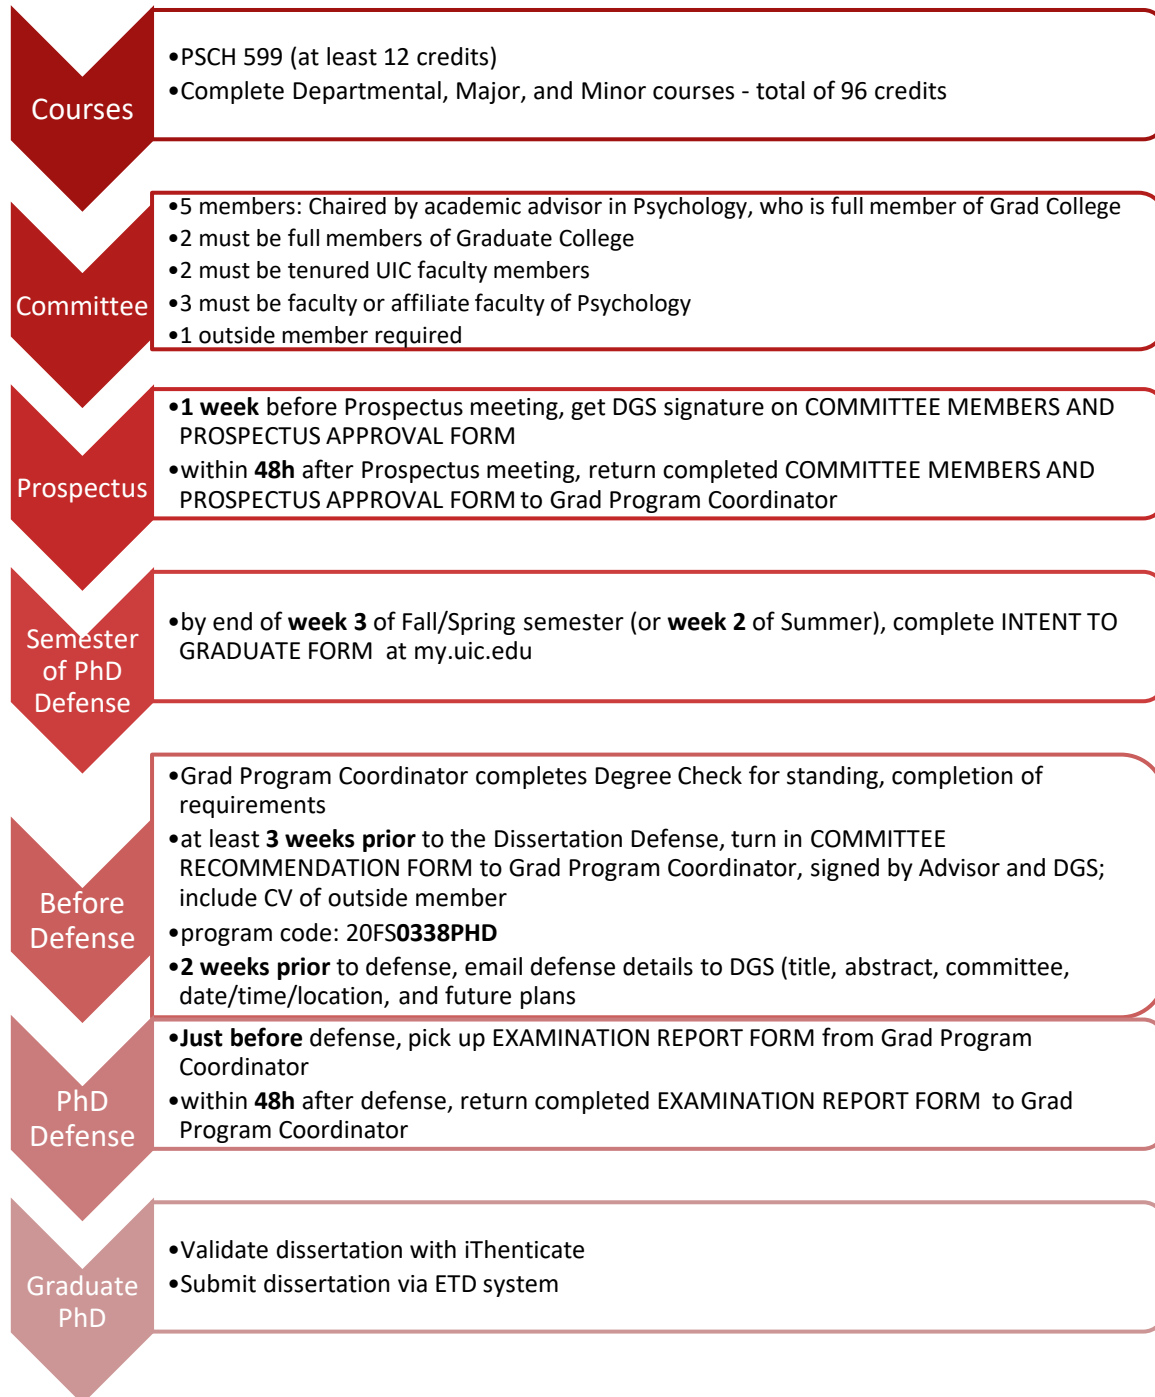 Courses
•PSCH 599 (at least 12 credits)
•Complete Departmental, Major, and Minor courses - total of 96 credits
Committee
•5 members: Chaired by academic advisor in Psychology, who is full member of Grad College
•2 must be full members of Graduate College
•2 must be tenured UIC faculty members
•3 must be faculty or affiliate faculty of Psychology
•1 outside member required
Prospectus
•1 week before Prospectus meeting, get DGS signature on COMMITTEE MEMBERS AND
PROSPECTUS APPROVAL FORM
•within 48h after Prospectus meeting, return completed COMMITTEE MEMBERS AND
PROSPECTUS APPROVAL FORM to Grad Program Coordinator
Semester
of PhD
Defense
•by end of week 3 of Fall/Spring semester (or week 2 of Summer), complete INTENT TO
GRADUATE FORM at my.uic.edu
Before
Defense
•Grad Program Coordinator completes Degree Check for standing, completion of
requirements
•at least 3 weeks prior to the Dissertation Defense, turn in COMMITTEE
RECOMMENDATION FORM to Grad Program Coordinator, signed by Advisor and DGS;
include CV of outside member
•program code: 20FS0338PHD
•2 weeks prior to defense, email defense details to DGS (title, abstract, committee,
date/time/location, and future plans
PhD
Defense
•Just before defense, pick up EXAMINATION REPORT FORM from Grad Program
Coordinator
•within 48h after defense, return completed EXAMINATION REPORT FORM to Grad
Program Coordinator
Graduate
PhD
•Validate dissertation with iThenticate
•Submit dissertation via ETD system